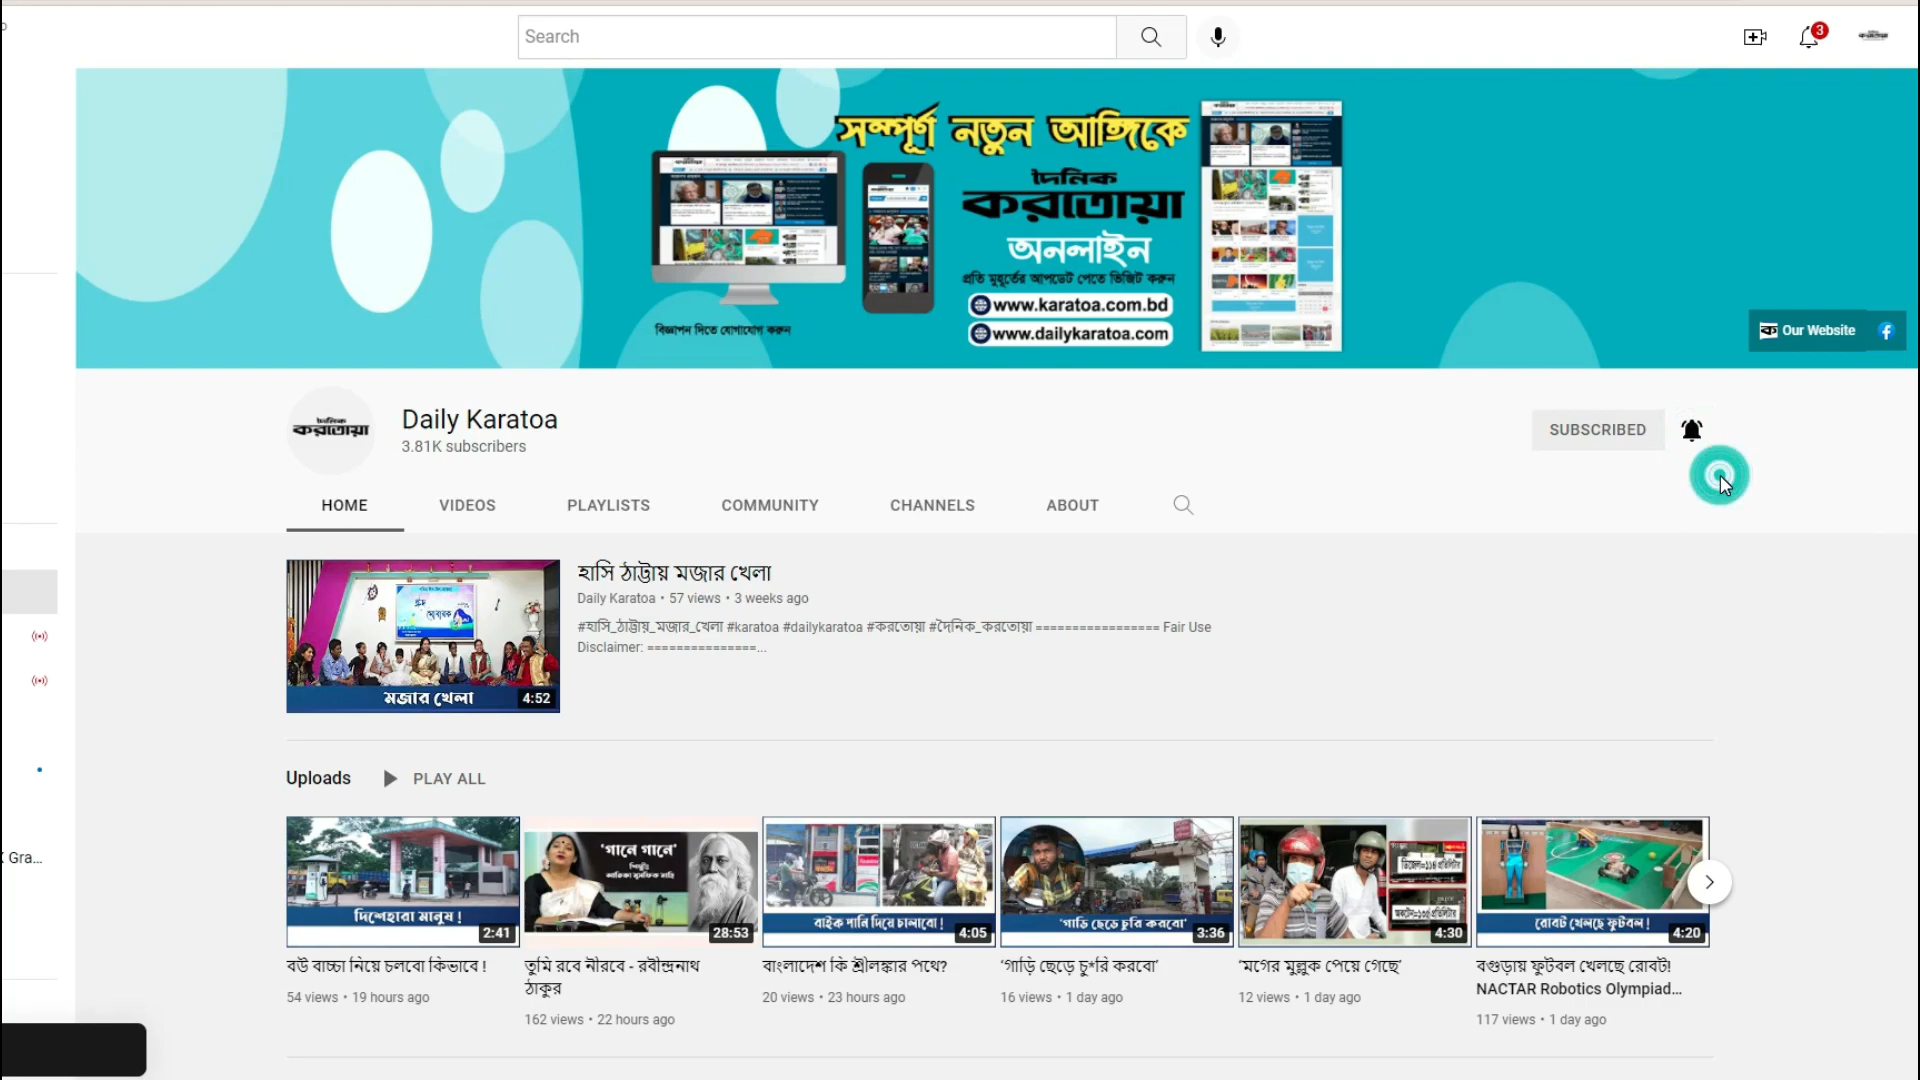 Search
3
সম্পূর্ণ নতুন আঙ্গিকে
দৈনিক
করতোয়া
অনলাইন
প্রতি মুহূর্তের আপডেট পেতে ভিজিট করুন
www.karatoa.com.bd
www.dailykaratoa.com
বিজ্ঞাপন দিতে যোগাযোগ করুন
Our Website
দৈনিক
করতোয়া
Daily Karatoa
3.81K subscribers
SUBSCRIBED
HOME VIDEOS PLAYLISTS COMMUNITY CHANNELS ABOUT
মজার খেলা 4:52
হাসি ঠাট্টায় মজার খেলা
Daily Karatoa • 57 views • 3 weeks ago
#হাসি_ঠাট্টায়_মজার_খেলা #karatoa #dailykaratoa #করতোয়া #দৈনিক_করতোয়া ================= Fair Use
Disclaimer: ===============...
Uploads PLAY ALL
Gra...
দিশেহারা মানুষ !
2:41
বউ বাচ্চা নিয়ে চলবো কিভাবে !
54 views • 19 hours ago
'গানে গানে'
28:53
তুমি রবে নীরবে - রবীন্দ্রনাথ
ঠাকুর
162 views • 22 hours ago
বাইক পানি দিয়ে চালাবো !
4:05
বাংলাদেশ কি শ্রীলঙ্কার পথে?
20 views • 23 hours ago
'গাড়ি ছেড়ে চুরি করবো'
3:36
'গাড়ি ছেড়ে চু*রি করবো'
16 views • 1 day ago
4:30
'মগের মুল্লুক পেয়ে গেছে'
12 views • 1 day ago
রোবট খেলছে ফুটবল !
4:20
বগুড়ায় ফুটবল খেলছে রোবট!
NACTAR Robotics Olympiad...
117 views • 1 day ago